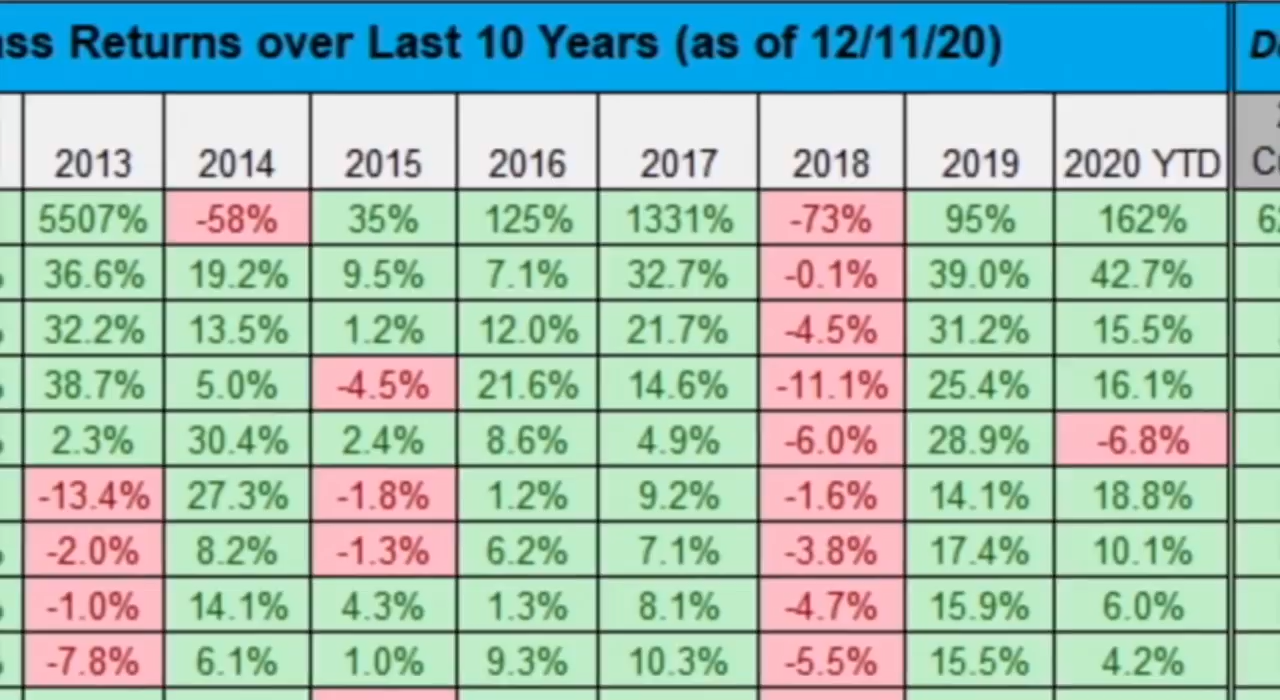 ass Returns over Last 10 Years (as of 12/11/20)
2013 2014 2015 2016 2017 2018 2019 2020 YTD
5507% -58% 35% 125% 1331% -73% 95% 162%
36.6% 19.2% 9.5% 7.1% 32.7% -0.1% 39.0% 42.7%
32.2% 13.5% 1.2% 12.0% 21.7% -4.5% 31.2% 15.5%
38.7% 5.0% -4.5% 21.6% 14.6% -11.1% 25.4% 16.1%
2.3% 30.4% 2.4% 8.6% 4.9% -6.0% 28.9% -6.8%
-13.4% 27.3% -1.8% 1.2% 9.2% -1.6% 14.1% 18.8%
-2.0% 8.2% -1.3% 6.2% 7.1% -3.8% 17.4% 10.1%
-1.0% 14.1% 4.3% 1.3% 8.1% -4.7% 15.9% 6.0%
-7.8% 6.1% 1.0% 9.3% 10.3% -5.5% 15.5% 4.2%